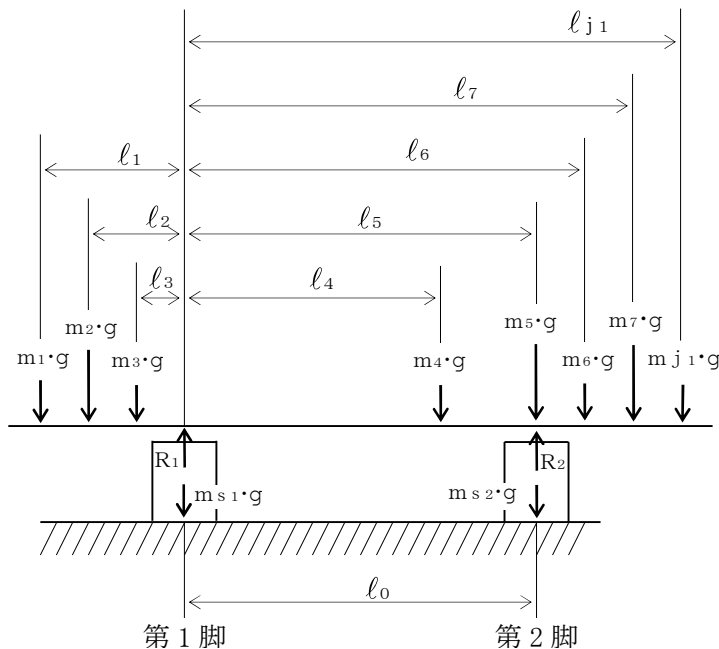 ℓj1
ℓ7
ℓ1 ℓ6
ℓ2 ℓ5
ℓ3 ℓ4
m1・g m2・g m3・g m4・g m5・g m6・g m7・g mj1・g
R1 R2
ms1・g ms2・g
ℓ0
第1脚 第2脚